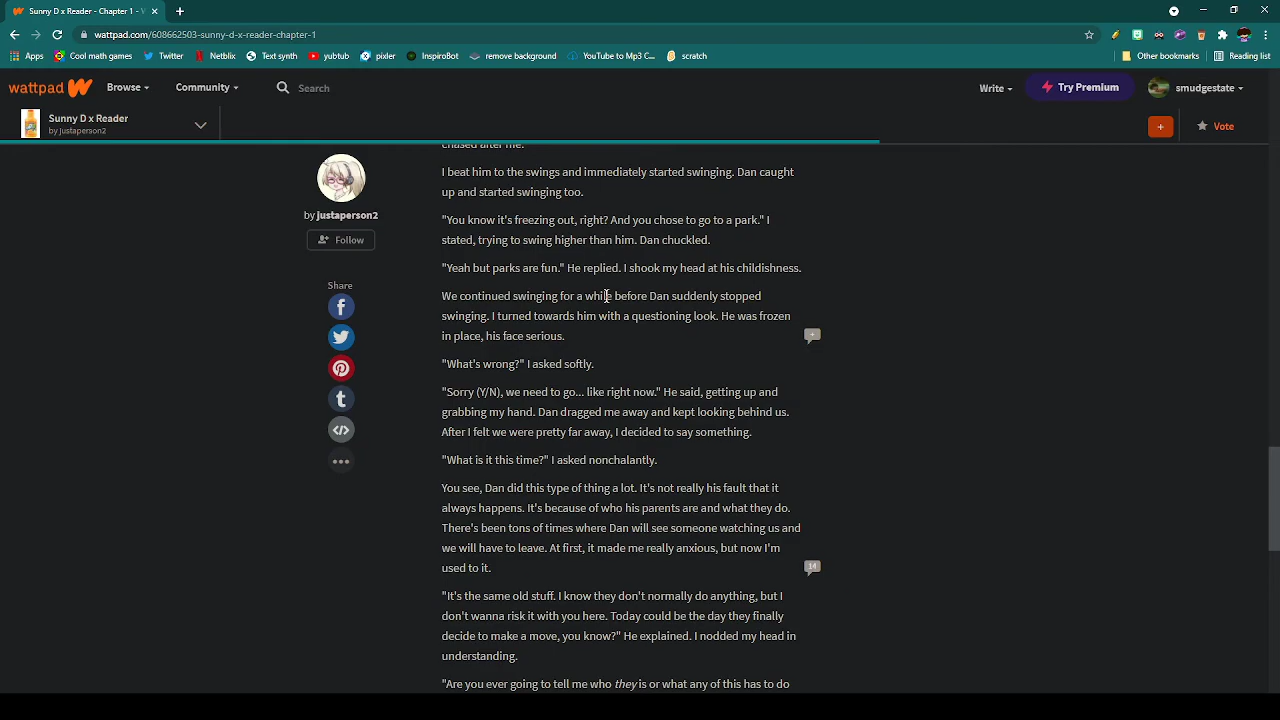 Sunny D x Reader - Chapter 1 - V
wattpad.com/608662503-sunny-d-x-reader-chapter-1
Apps Cool math games Twitter Netblix Text synth yubtub pixler InspiroBot remove background YouTube to Mp3 C... scratch Other bookmarks Reading list
wattpad Browse Community Search Write Try Premium smudgestate
Sunny D x Reader
by justaperson2
+ Vote
chased after me.
I beat him to the swings and immediately started swinging. Dan caught
up and started swinging too.
by justaperson2
Follow
"You know it's freezing out, right? And you chose to go to a park." I
stated, trying to swing higher than him. Dan chuckled.
"Yeah but parks are fun." He replied. I shook my head at his childishness.
Share
We continued swinging for a while before Dan suddenly stopped
swinging. I turned towards him with a questioning look. He was frozen
in place, his face serious.
+
"What's wrong?" I asked softly.
"Sorry (Y/N), we need to go... like right now." He said, getting up and
grabbing my hand. Dan dragged me away and kept looking behind us.
After I felt we were pretty far away, I decided to say something.
"What is it this time?" I asked nonchalantly.
You see, Dan did this type of thing a lot. It's not really his fault that it
always happens. It's because of who his parents are and what they do.
There's been tons of times where Dan will see someone watching us and
we will have to leave. At first, it made me really anxious, but now I'm
used to it.
14
"It's the same old stuff. I know they don't normally do anything, but I
don't wanna risk it with you here. Today could be the day they finally
decide to make a move, you know?" He explained. I nodded my head in
understanding.
"Are you ever going to tell me who they is or what any of this has to do